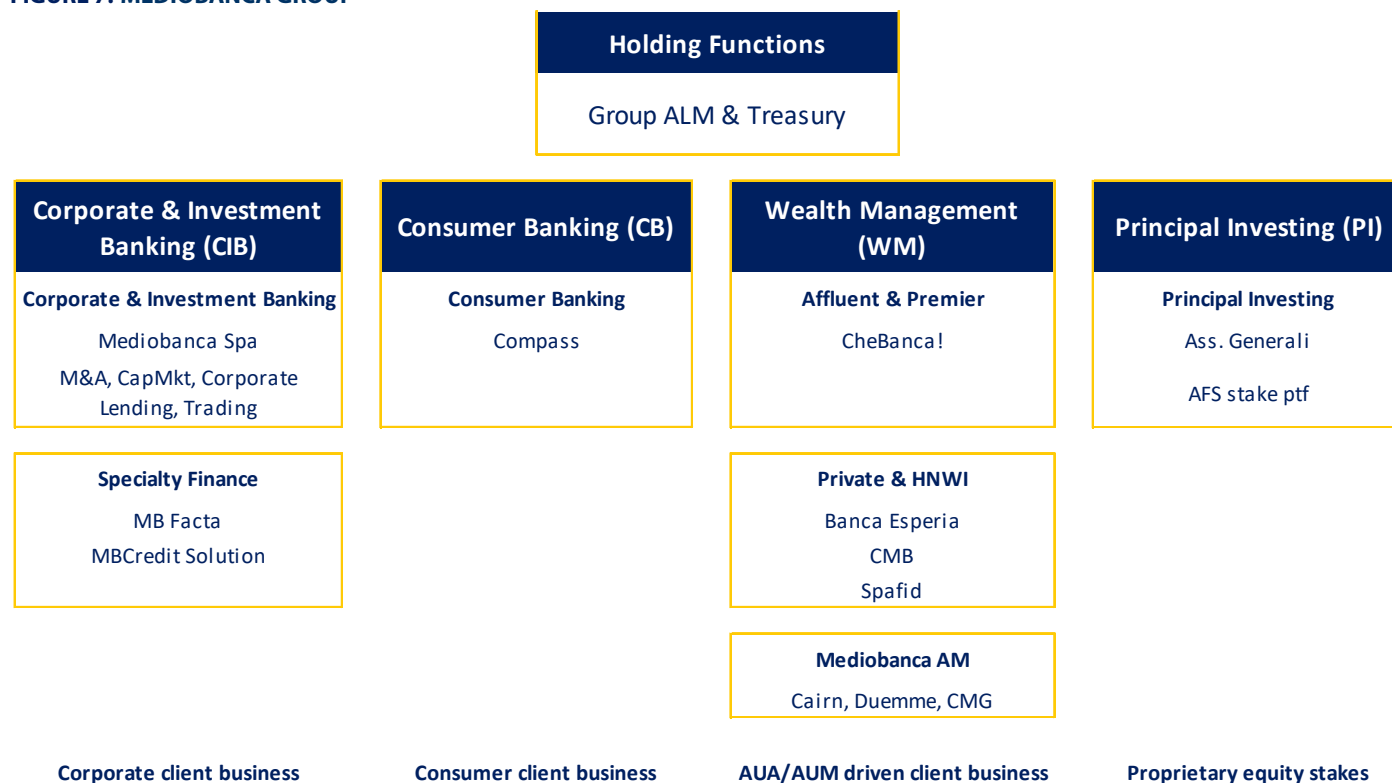 Holding Functions
Group ALM & Treasury
Corporate & Investment
Banking (CIB)
Corporate & Investment Banking
Mediobanca Spa
M&A, CapMkt, Corporate
Lending, Trading
Specialty Finance
MB Facta
MBCredit Solution
Corporate client business
Consumer Banking (CB)
Consumer Banking
Compass
Consumer client business
Wealth Management
(WM)
Affluent & Premier
CheBanca!
Private & HNWI
Banca Esperia
CMB
Spafid
Mediobanca AM
Cairn, Duemme, CMG
AUA/AUM driven client business
Principal Investing (PI)
Principal Investing
Ass. Generali
AFS stake ptf
Proprietary equity stakes